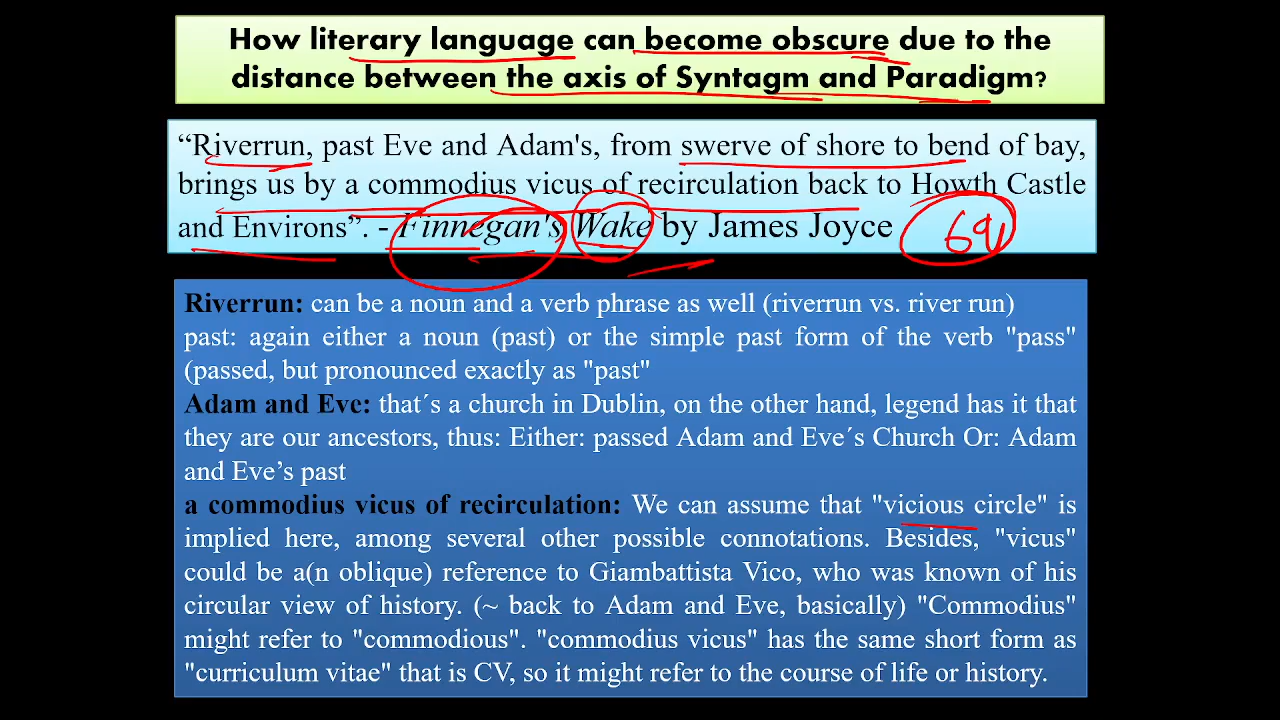 How literary language can become obscure due to the
distance between the axis of Syntagm and Paradigm?
“Riverrun, past Eve and Adam's, from swerve of shore to bend of bay,
brings us by a commodius vicus of recirculation back to Howth Castle
and Environs”. - Finnegan's Wake by James Joyce
Riverrun: can be a noun and a verb phrase as well (riverrun vs. river run)
past: again either a noun (past) or the simple past form of the verb "pass"
(passed, but pronounced exactly as "past"
Adam and Eve: that´s a church in Dublin, on the other hand, legend has it that
they are our ancestors, thus: Either: passed Adam and Eve´s Church Or: Adam
and Eve’s past
a commodius vicus of recirculation: We can assume that "vicious circle" is
implied here, among several other possible connotations. Besides, "vicus"
could be a(n oblique) reference to Giambattista Vico, who was known of his
circular view of history. (~ back to Adam and Eve, basically) "Commodius"
might refer to "commodious". "commodius vicus" has the same short form as
"curriculum vitae" that is CV, so it might refer to the course of life or history.